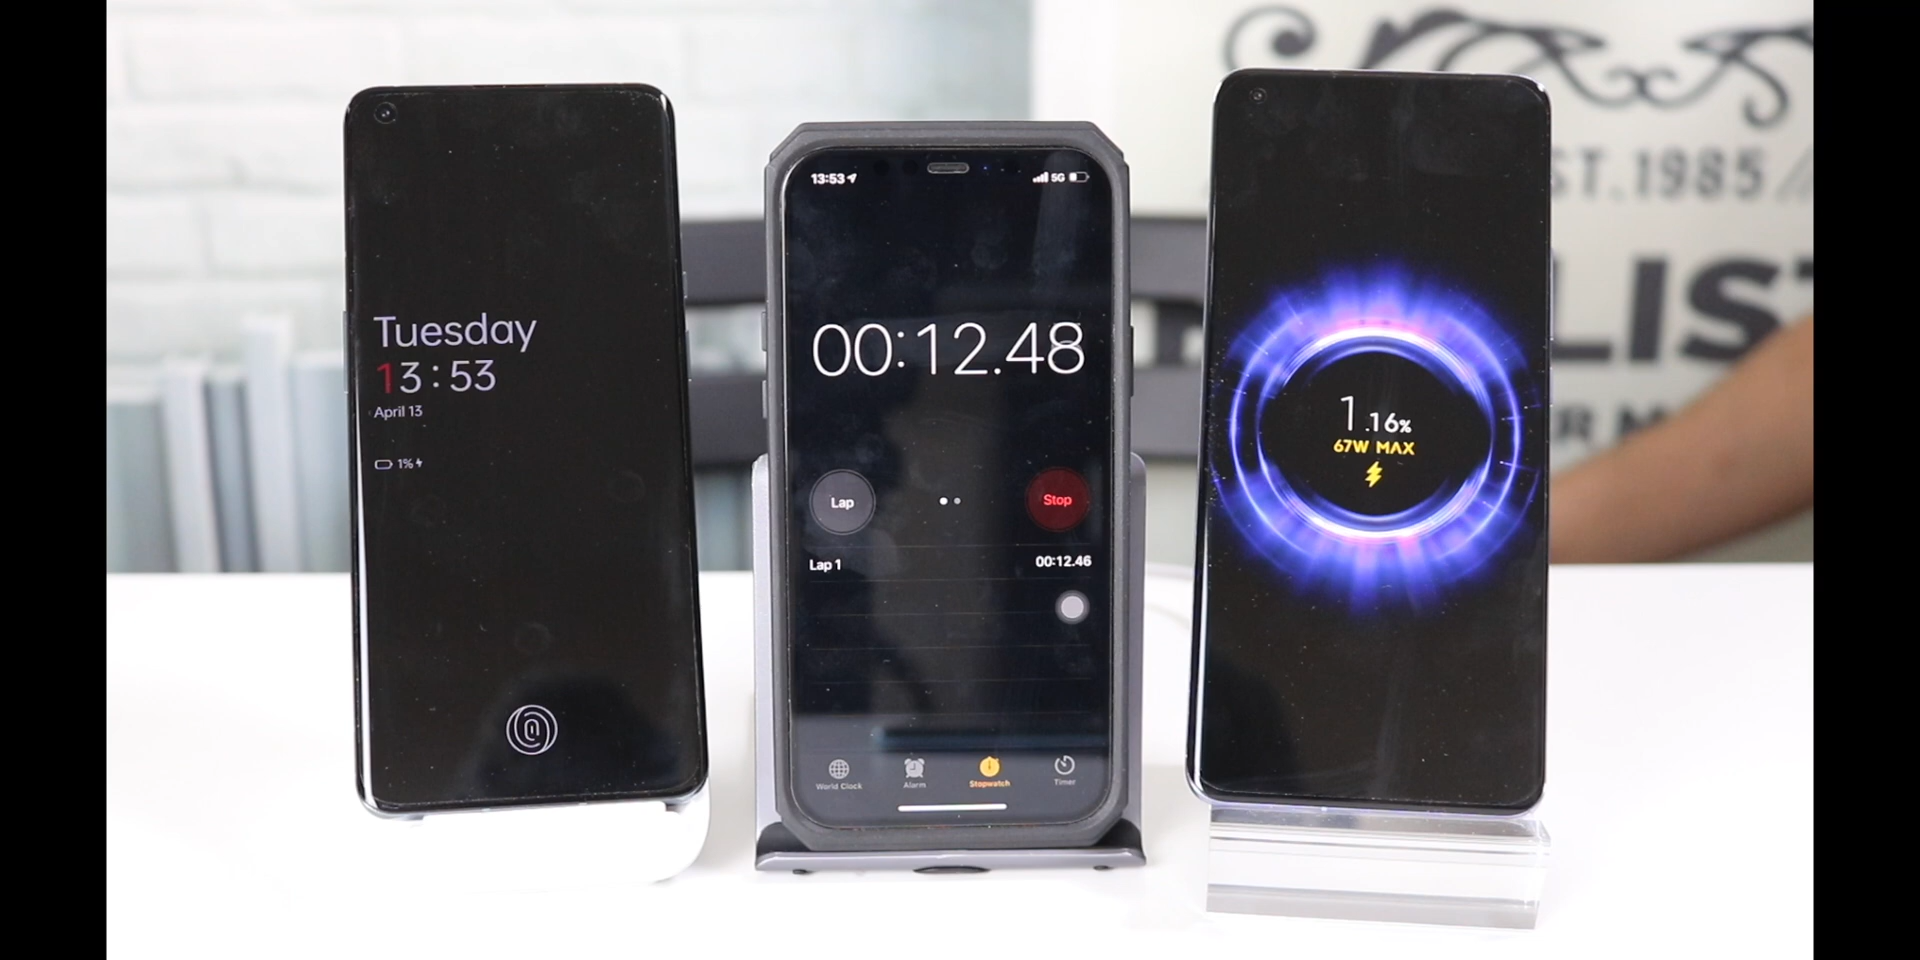 Tuesday
13:53
April 13
1%
13:53
5G
00:12.48
Lap
Stop
Lap 1
00:12.46
World Clock
Alarm
Stopwatch
Timer
1.16%
67W MAX
ST.1985
LIST